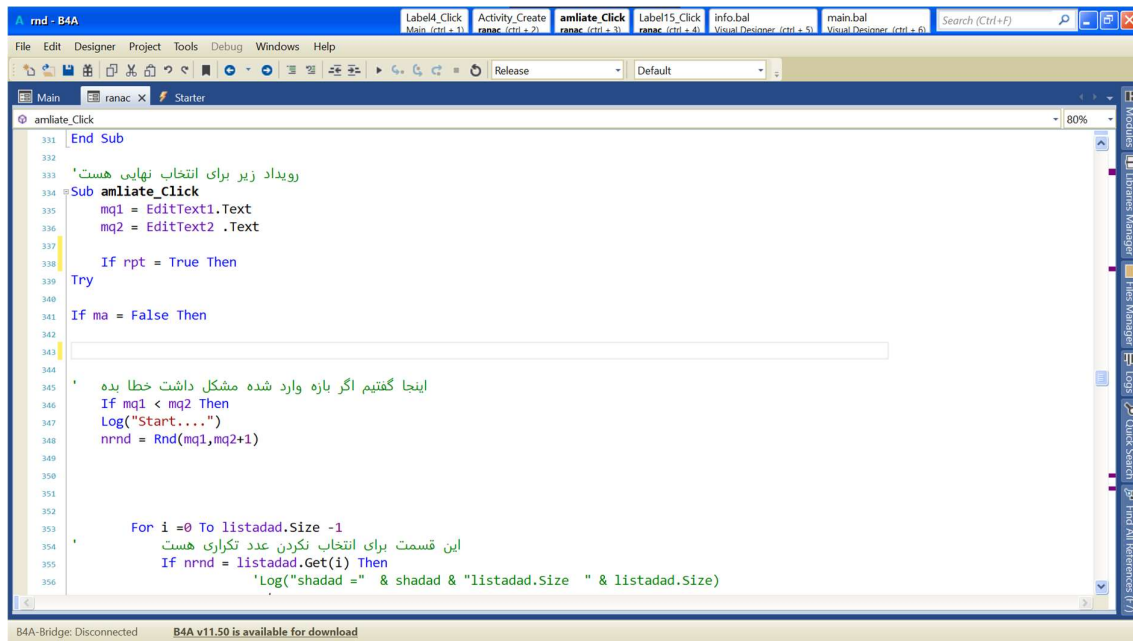 rnd - B4A
Label4_Click
Main (ctrl + 1)
Activity_Create
ranac (ctrl + 2)
amliate_Click
ranac (ctrl + 3)
Label15_Click
ranac (ctrl + 4)
info.bal
Visual Designer (ctrl + 5)
main.bal
Visual Designer (ctrl + 6)
Search (Ctrl+F)
File Edit Designer Project Tools Debug Windows Help
Release
Default
Main ranac Starter
amliate_Click
80%
331 End Sub
332
333 'رویداد زیر برای انتخاب نهایی هست
334 Sub amliate_Click
335 mq1 = EditText1.Text
336 mq2 = EditText2 .Text
337
338 If rpt = True Then
339 Try
340
341 If ma = False Then
342
343
344
345 ' اینجا گفتیم اگر بازه وارد شده مشکل داشت خطا بده
346 If mq1 < mq2 Then
347 Log("Start....")
348 nrnd = Rnd(mq1,mq2+1)
349
350
351
352
353 For i =0 To listadad.Size -1
354 ' این قسمت برای انتخاب نکردن عدد تکراری هست
355 If nrnd = listadad.Get(i) Then
356 'Log("shadad =" & shadad & "listadad.Size " & listadad.Size)
Modules
Libraries Manager
Files Manager
Logs
Quick Search
Find All References (F7)
B4A-Bridge: Disconnected
B4A v11.50 is available for download